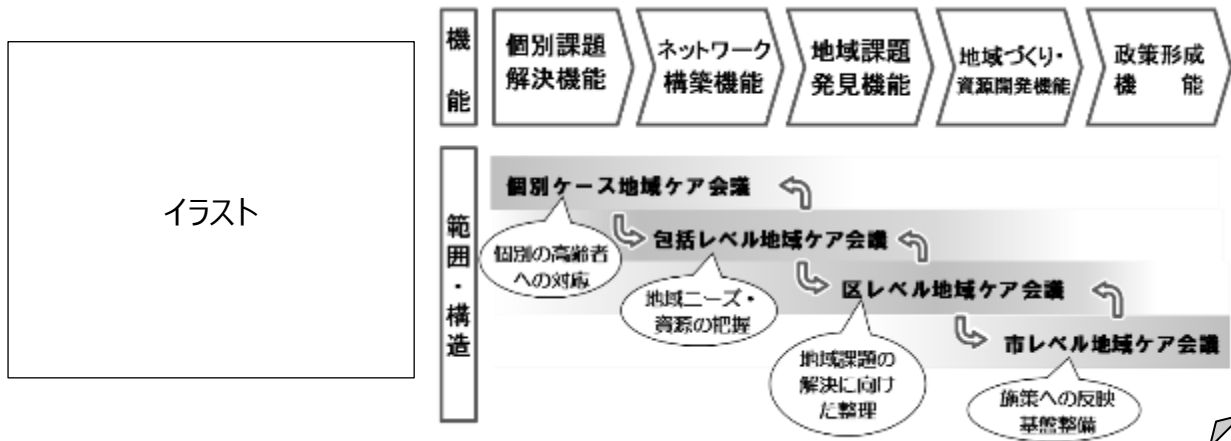 イラスト
機能
個別課題
解決機能
ネットワーク
構築機能
地域課題
発見機能
地域づくり・
資源開発機能
政策形成
機能
範囲・構造
個別ケース地域ケア会議
個別の高齢者
への対応
包括レベル地域ケア会議
地域ニーズ・
資源の把握
区レベル地域ケア会議
地域課題の
解決に向け
た整理
市レベル地域ケア会議
施策への反映
基盤整備